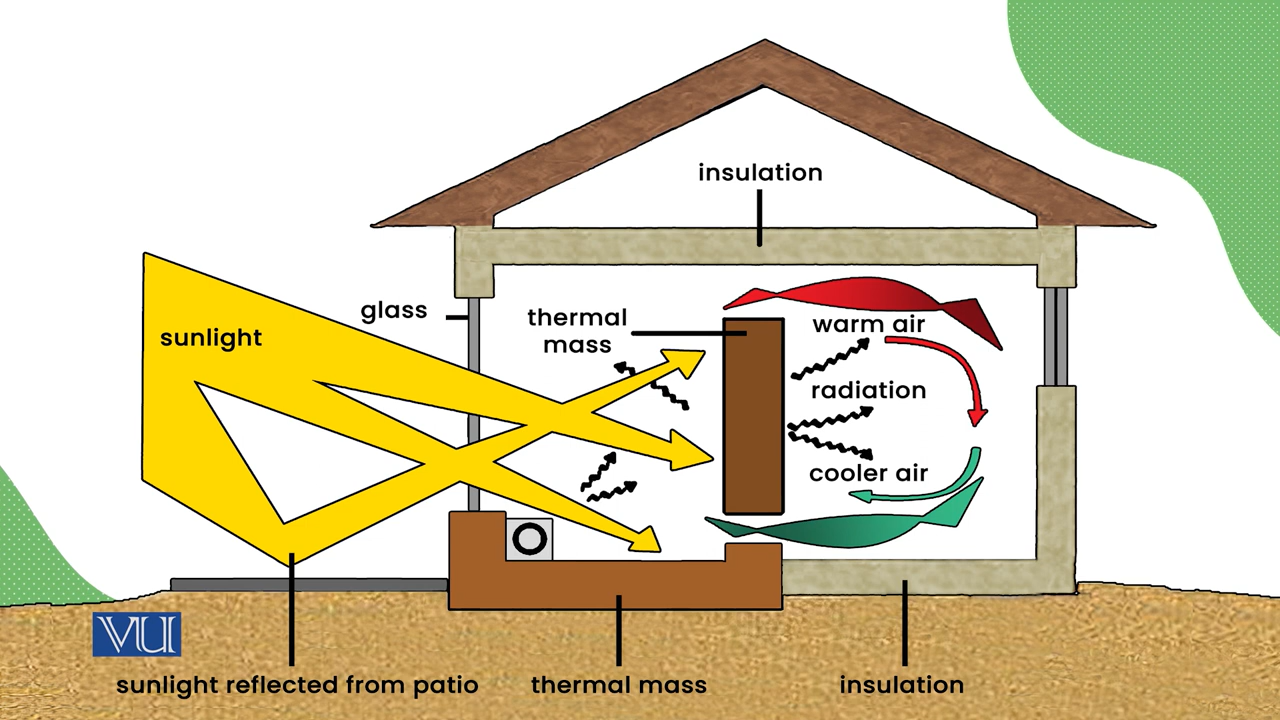 insulation
glass
thermal
mass
sunlight
warm air
radiation
cooler air
VU
sunlight reflected from patio
thermal mass
insulation